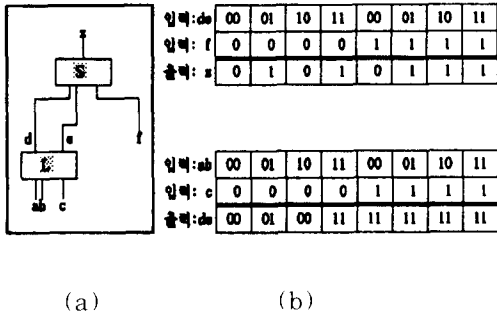 z
S
d e f
L
ab c
입력:de 00 01 10 11 00 01 10 11
입력: f 0 0 0 0 1 1 1 1
출력: z 0 1 0 1 0 1 1 1
입력:ab 00 01 10 11 00 01 10 11
입력: c 0 0 0 0 1 1 1 1
출력:de 00 01 00 11 11 11 11 11
(a) (b)